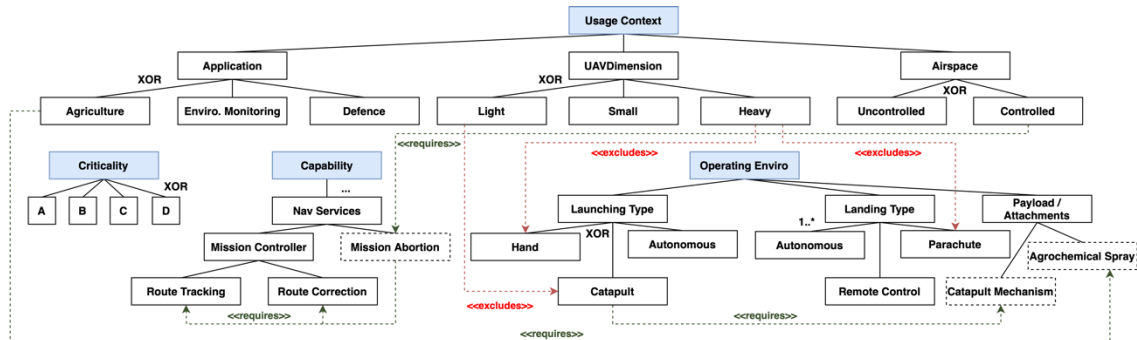 Usage Context
Application
UAVDimension
Airspace
XOR
XOR
XOR
Agriculture
Enviro. Monitoring
Defence
Light
Small
Heavy
Uncontrolled
Controlled
<<requires>>
<<excludes>>
<<excludes>>
Criticality
Capability
Operating Enviro
XOR
...
A
B
C
D
Nav Services
Launching Type
Landing Type
Payload /
Attachments
1..*
XOR
Mission Controller
Mission Abortion
Hand
Autonomous
Autonomous
Parachute
Agrochemical Spray
Route Tracking
Route Correction
Catapult
Remote Control
Catapult Mechanism
<<excludes>>
<<requires>>
<<requires>>
<<requires>>